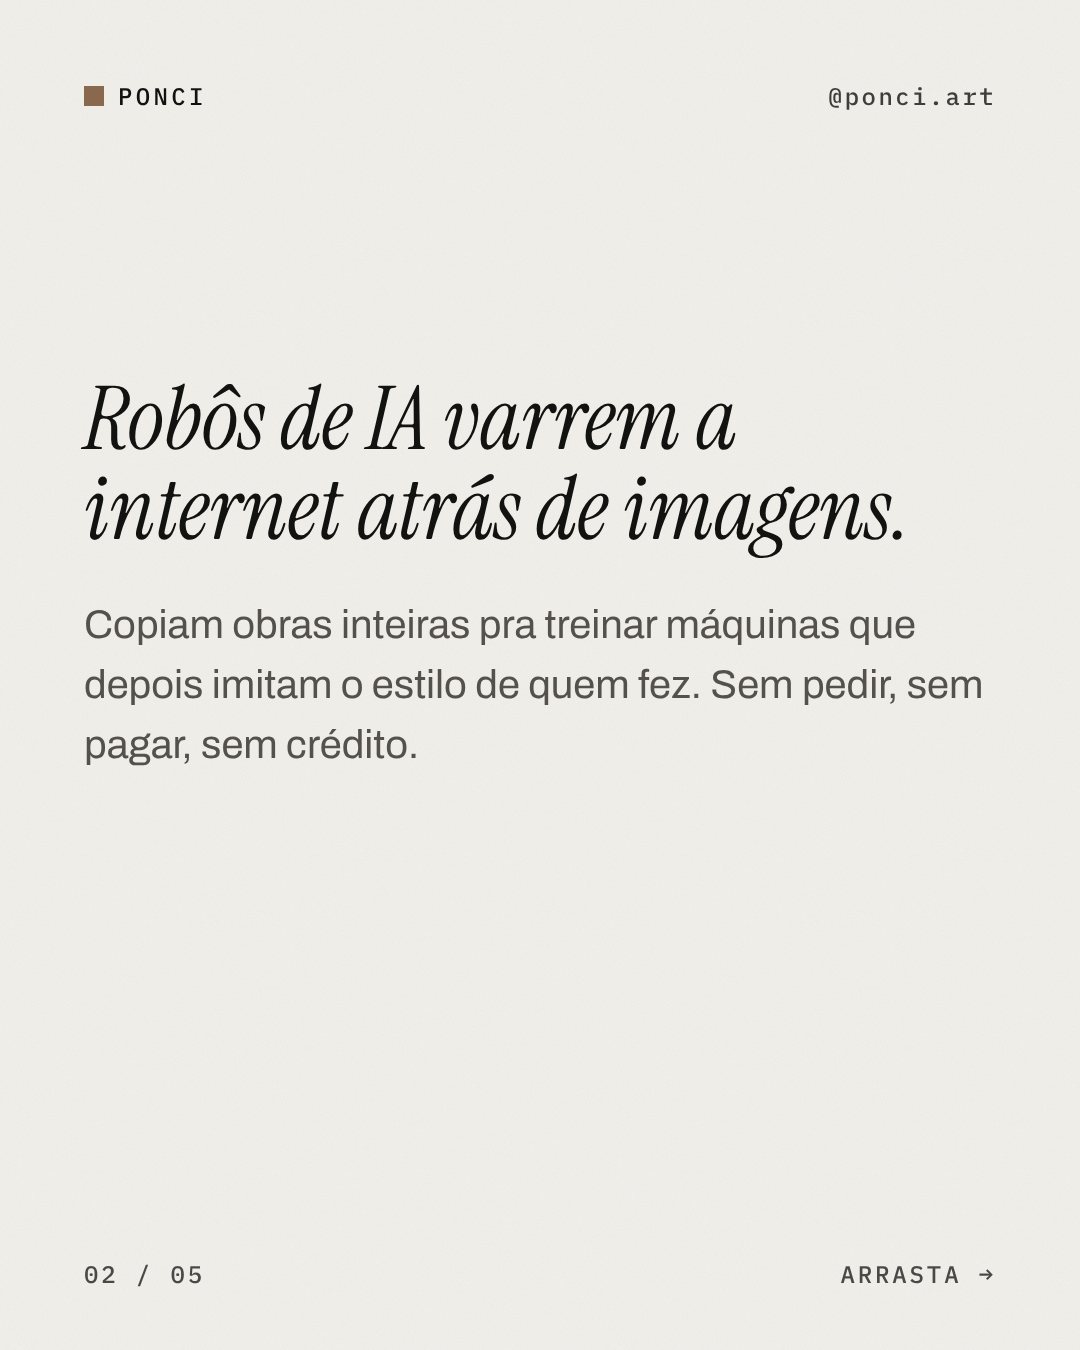 PONCI
@ponci.art
Robôs de IA varrem a
internet atrás de imagens.
Copiam obras inteiras pra treinar máquinas que
depois imitam o estilo de quem fez. Sem pedir, sem
pagar, sem crédito.
02 / 05
ARRASTA →